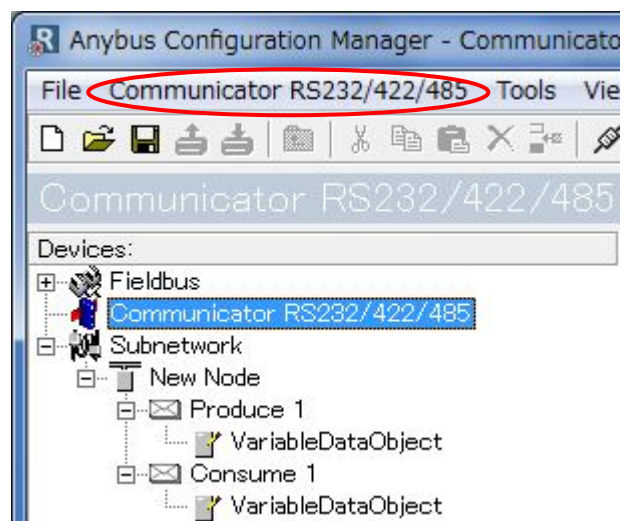 Anybus Configuration Manager - Communicato
File Communicator RS232/422/485 Tools Vie
Communicator RS232/422/485
Devices:
Fieldbus
Communicator RS232/422/485
Subnetwork
New Node
Produce 1
VariableDataObject
Consume 1
VariableDataObject